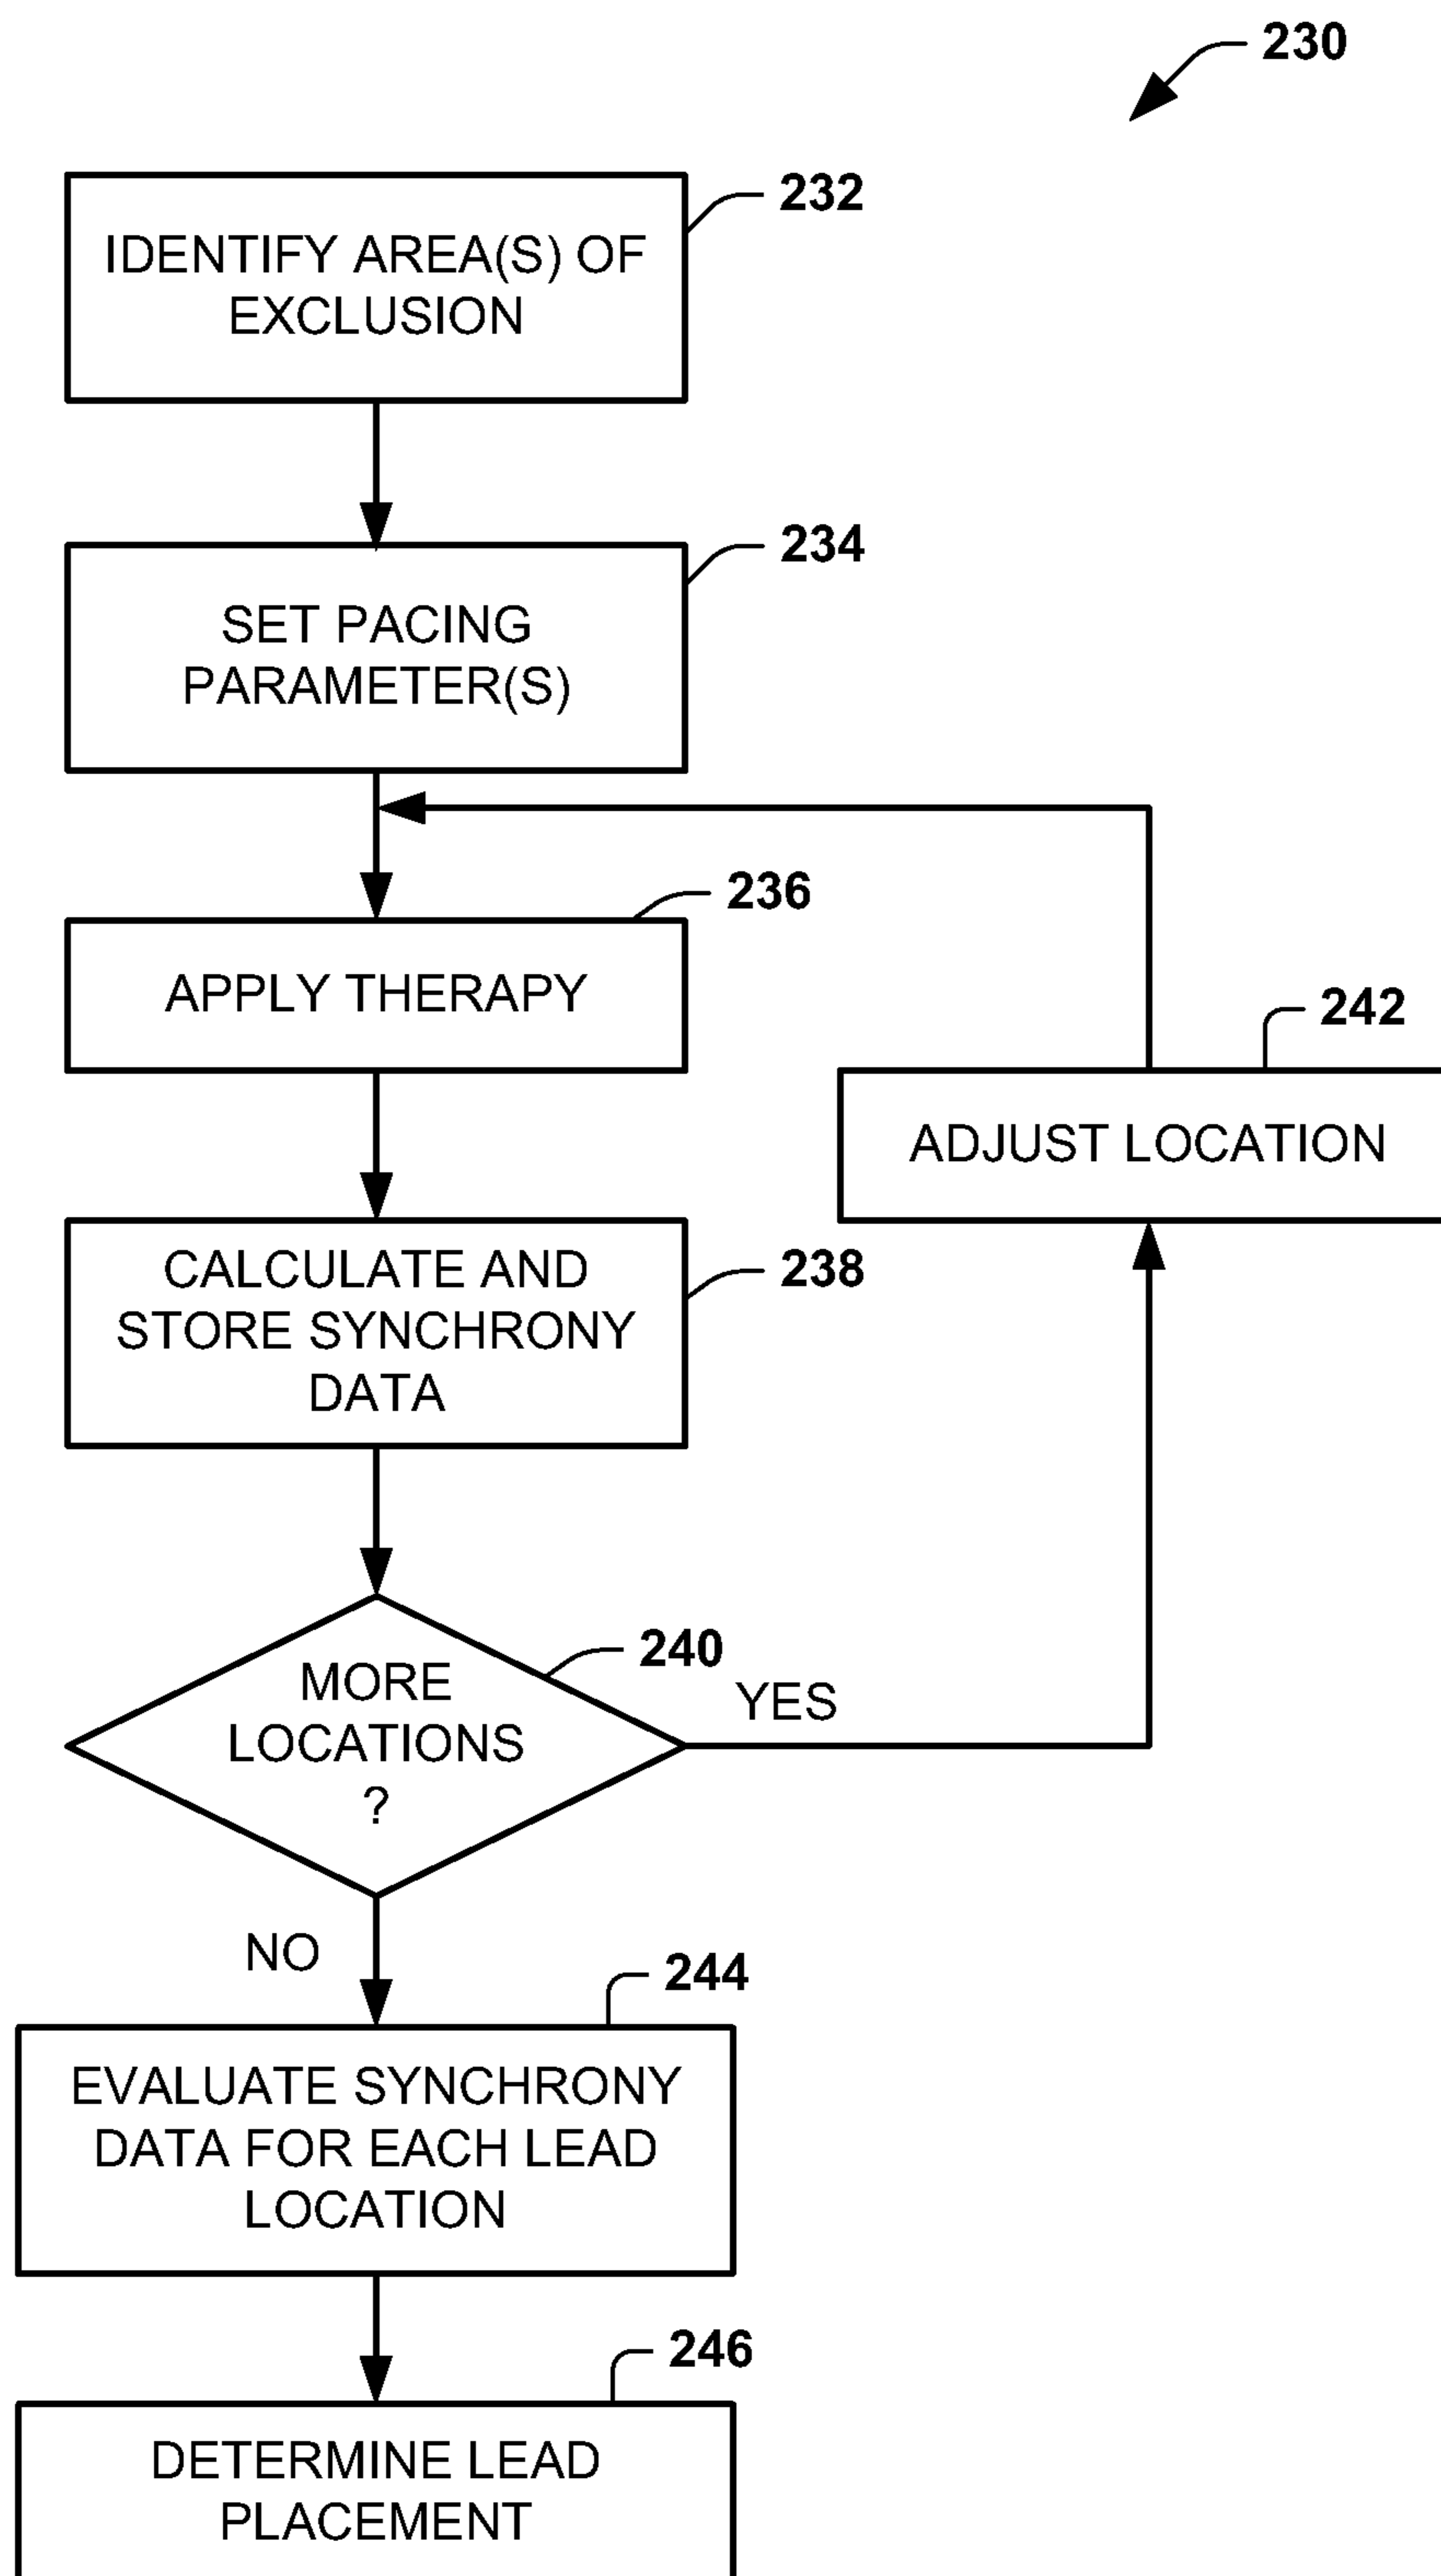 230
232
IDENTIFY AREA(S) OF
EXCLUSION
234
SET PACING
PARAMETER(S)
236
APPLY THERAPY
242
ADJUST LOCATION
238
CALCULATE AND
STORE SYNCHRONY
DATA
240
MORE
LOCATIONS
?
YES
NO
244
EVALUATE SYNCHRONY
DATA FOR EACH LEAD
LOCATION
246
DETERMINE LEAD
PLACEMENT